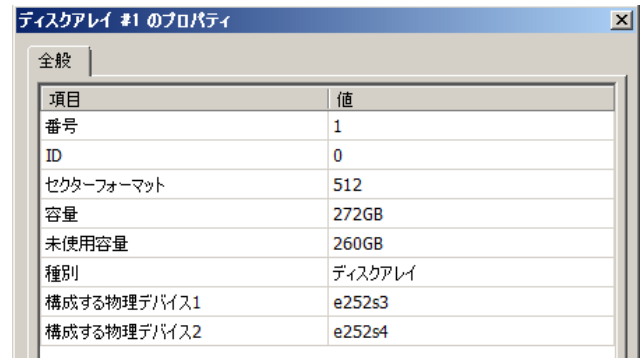 ディスクアレイ #1 のプロパティ
全般
項目 値
番号 1
ID 0
セクターフォーマット 512
容量 272GB
未使用容量 260GB
種別 ディスクアレイ
構成する物理デバイス1 e252s3
構成する物理デバイス2 e252s4